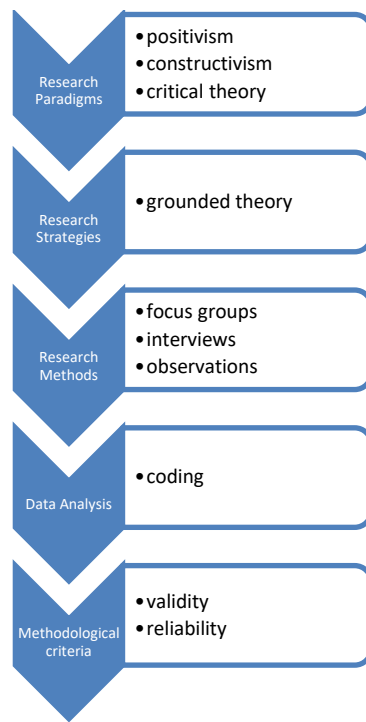 Research
Paradigms
•positivism
•constructivism
•critical theory
Research
Strategies
•grounded theory
Research
Methods
•focus groups
•interviews
•observations
Data Analysis
•coding
Methodological
criteria
•validity
•reliability